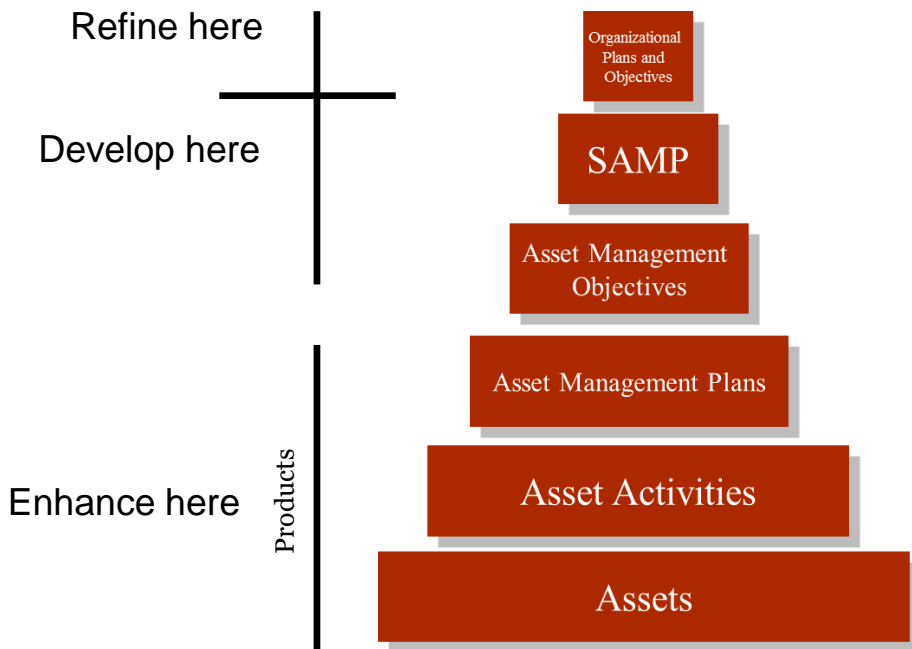 Refine here
Organizational
Plans and
Objectives
Develop here
SAMP
Asset Management
Objectives
Asset Management Plans
Enhance here
Products
Asset Activities
Assets